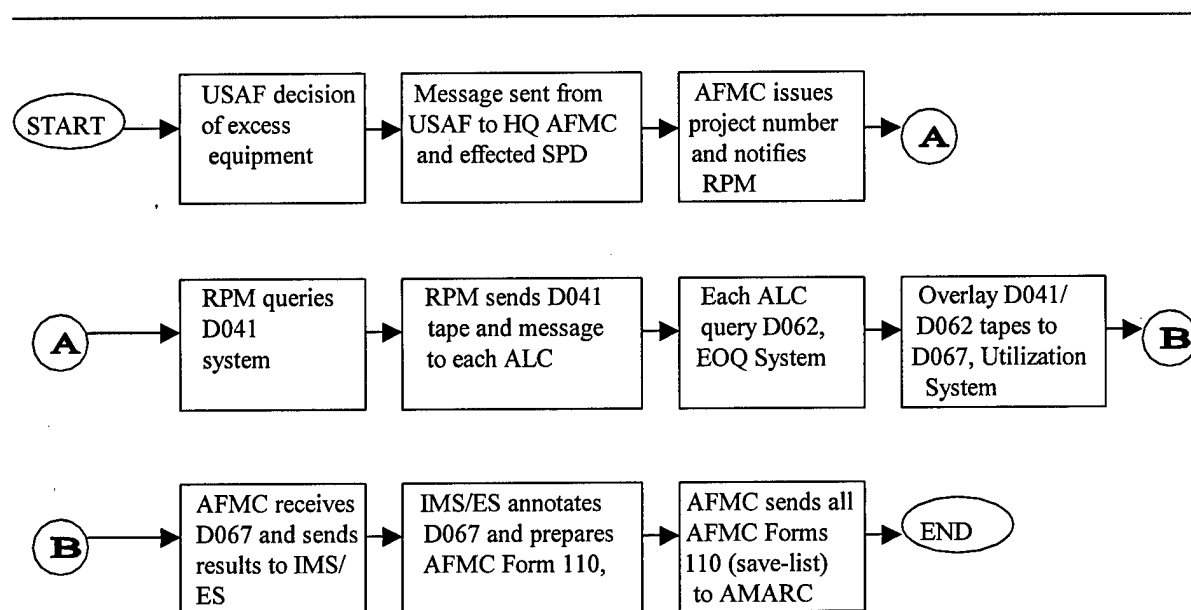 START
USAF decision
of excess
equipment
Message sent from
USAF to HQ AFMC
and effected SPD
AFMC issues
project number
and notifies
RPM
A
A
RPM queries
D041
system
RPM sends D041
tape and message
to each ALC
Each ALC
query D062,
EOQ System
Overlay D041/
D062 tapes to
D067, Utilization
System
B
B
AFMC receives
D067 and sends
results to IMS/
ES
IMS/ES annotates
D067 and prepares
AFMC Form 110,
AFMC sends all
AFMC Forms
110 (save-list)
to AMARC
END